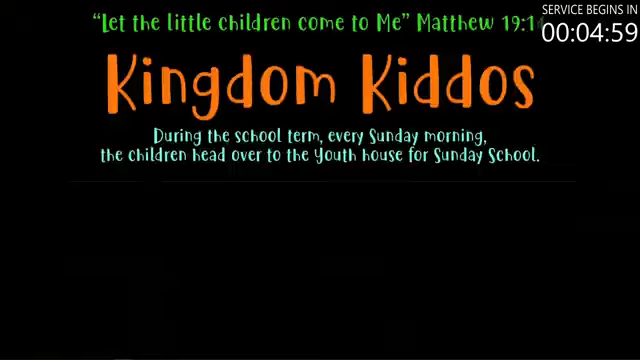 "Let the little children come to Me" Matthew 19:14
SERVICE BEGINS IN
00:04:59
Kingdom Kiddos
During the school term, every Sunday morning,
the children head over to the Youth house for Sunday School.